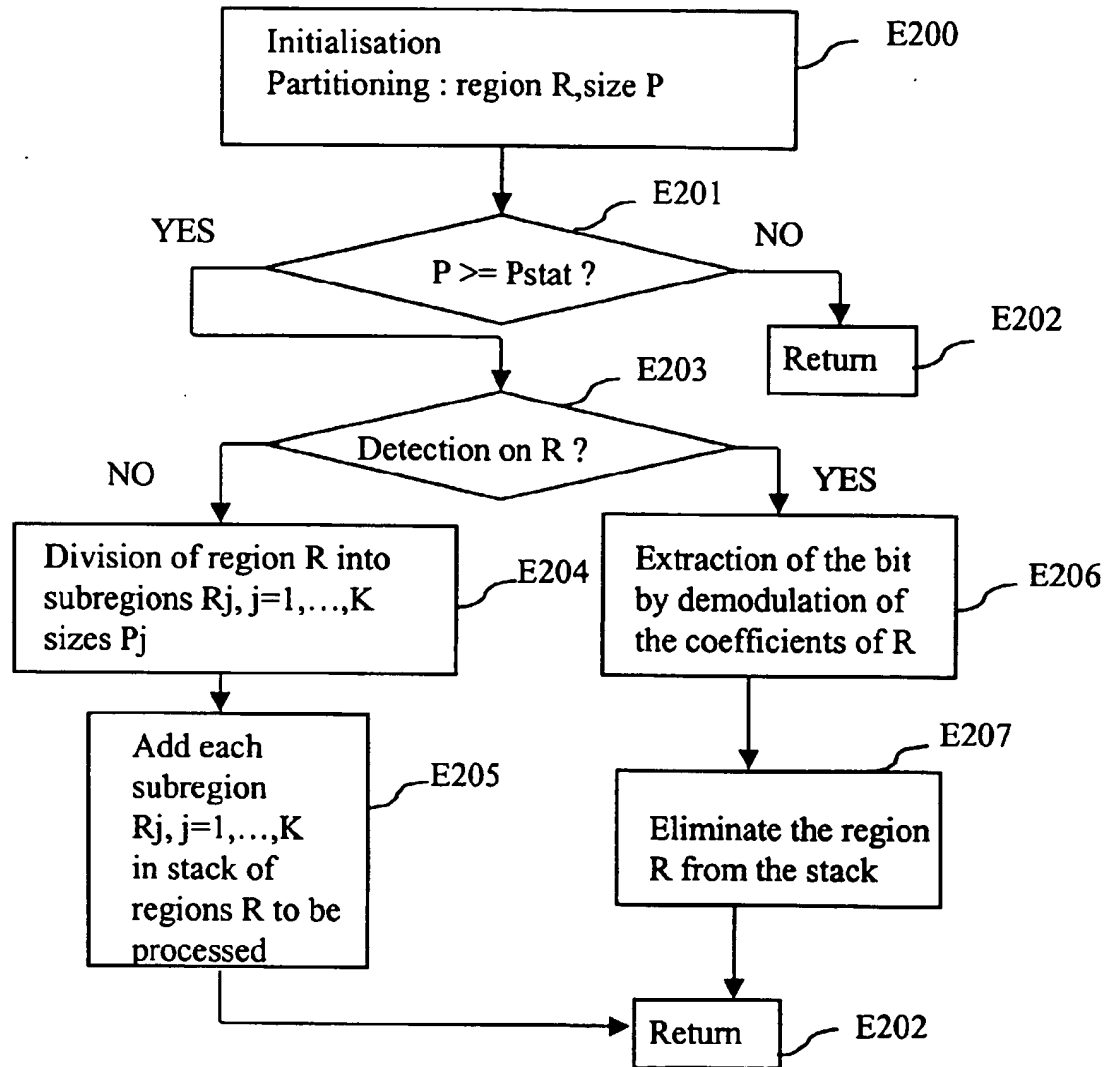 Initialisation
Partitioning : region R,size P
E200
E201
YES
NO
P >= Pstat ?
E202
Return
E203
Detection on R ?
NO
YES
Division of region R into
subregions Rj, j=1,...,K
sizes Pj
E204
Extraction of the bit
by demodulation of
the coefficients of R
E206
Add each
subregion
Rj, j=1,...,K
in stack of
regions R to be
processed
E205
E207
Eliminate the region
R from the stack
Return
E202